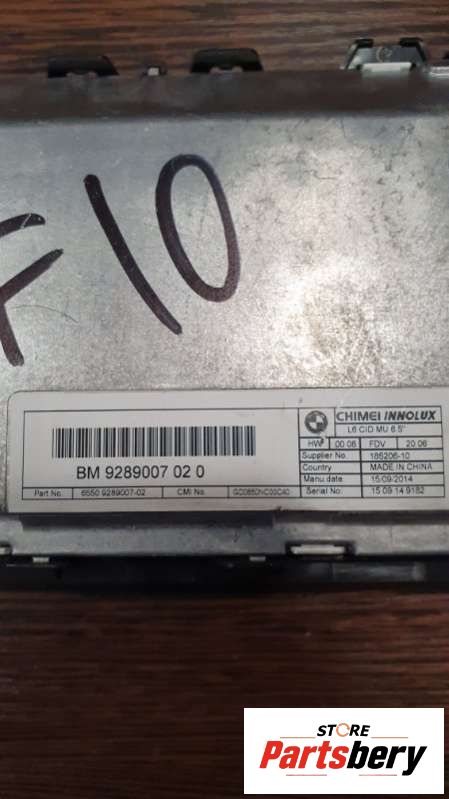 F10
CHIMEI INNOLUX
L6 CID MU 6.5"
HW 00.06 FDV 20.06
Supplier No. 186206-10
Country MADE IN CHINA
Manu date 15/09/2014
Serial No. 15 09 14 9182
BM 9289007 02 0
Part No. 6550 9289007-02 CMI No.
STORE
Partsbery